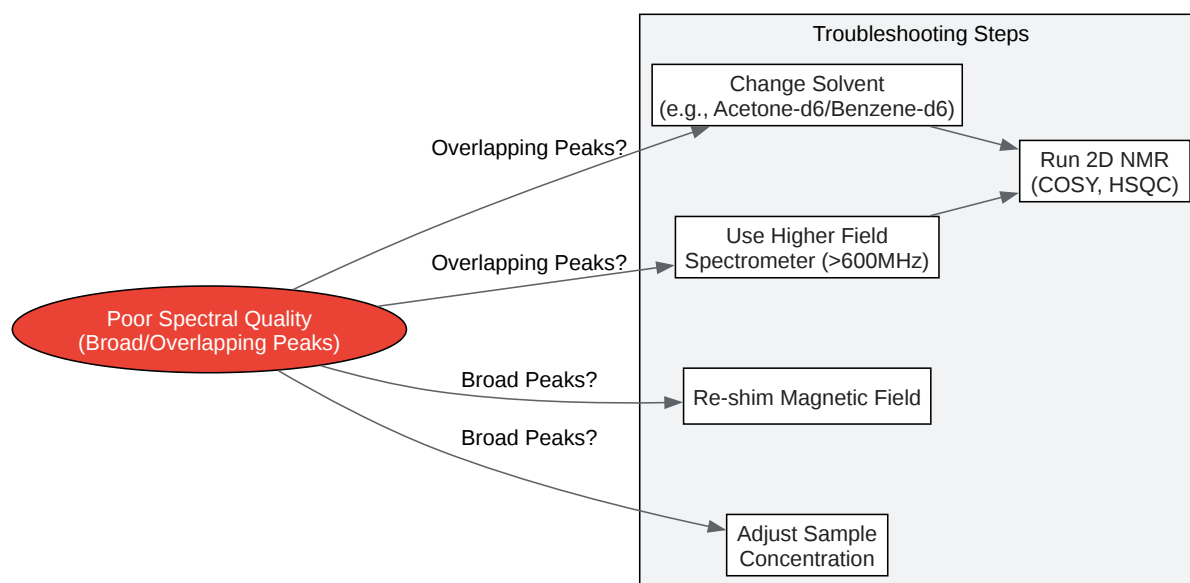 Troubleshooting Steps
Change Solvent
(e.g., Acetone-d6/Benzene-d6)
Overlapping Peaks?
Run 2D NMR
(COSY, HSQC)
Use Higher Field
Spectrometer (>600MHz)
Overlapping Peaks?
Poor Spectral Quality
(Broad/Overlapping Peaks)
Broad Peaks?
Re-shim Magnetic Field
Broad Peaks?
Adjust Sample
Concentration